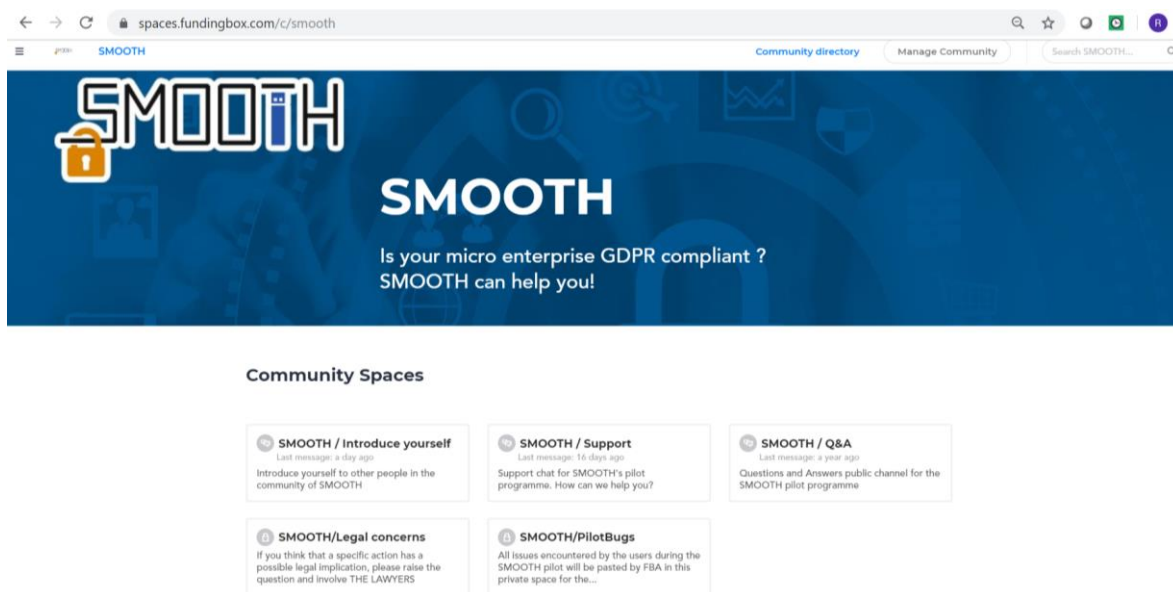 spaces.fundingbox.com/c/smooth
R
SMOOTH
Community directory
Manage Community
Search SMOOTH...
SMOOTH
SMOOTH
Is your micro enterprise GDPR compliant ?
SMOOTH can help you!
Community Spaces
SMOOTH / Introduce yourself
Last message: a day ago
Introduce yourself to other people in the
community of SMOOTH
SMOOTH / Support
Last message: 16 days ago
Support chat for SMOOTH's pilot
programme. How can we help you?
SMOOTH / Q&A
Last message: a year ago
Questions and Answers public channel for the
SMOOTH pilot programme
SMOOTH/Legal concerns
If you think that a specific action has a
possible legal implication, please raise the
question and involve THE LAWYERS
SMOOTH/PilotBugs
All issues encountered by the users during the
SMOOTH pilot will be pasted by FBA in this
private space for the...